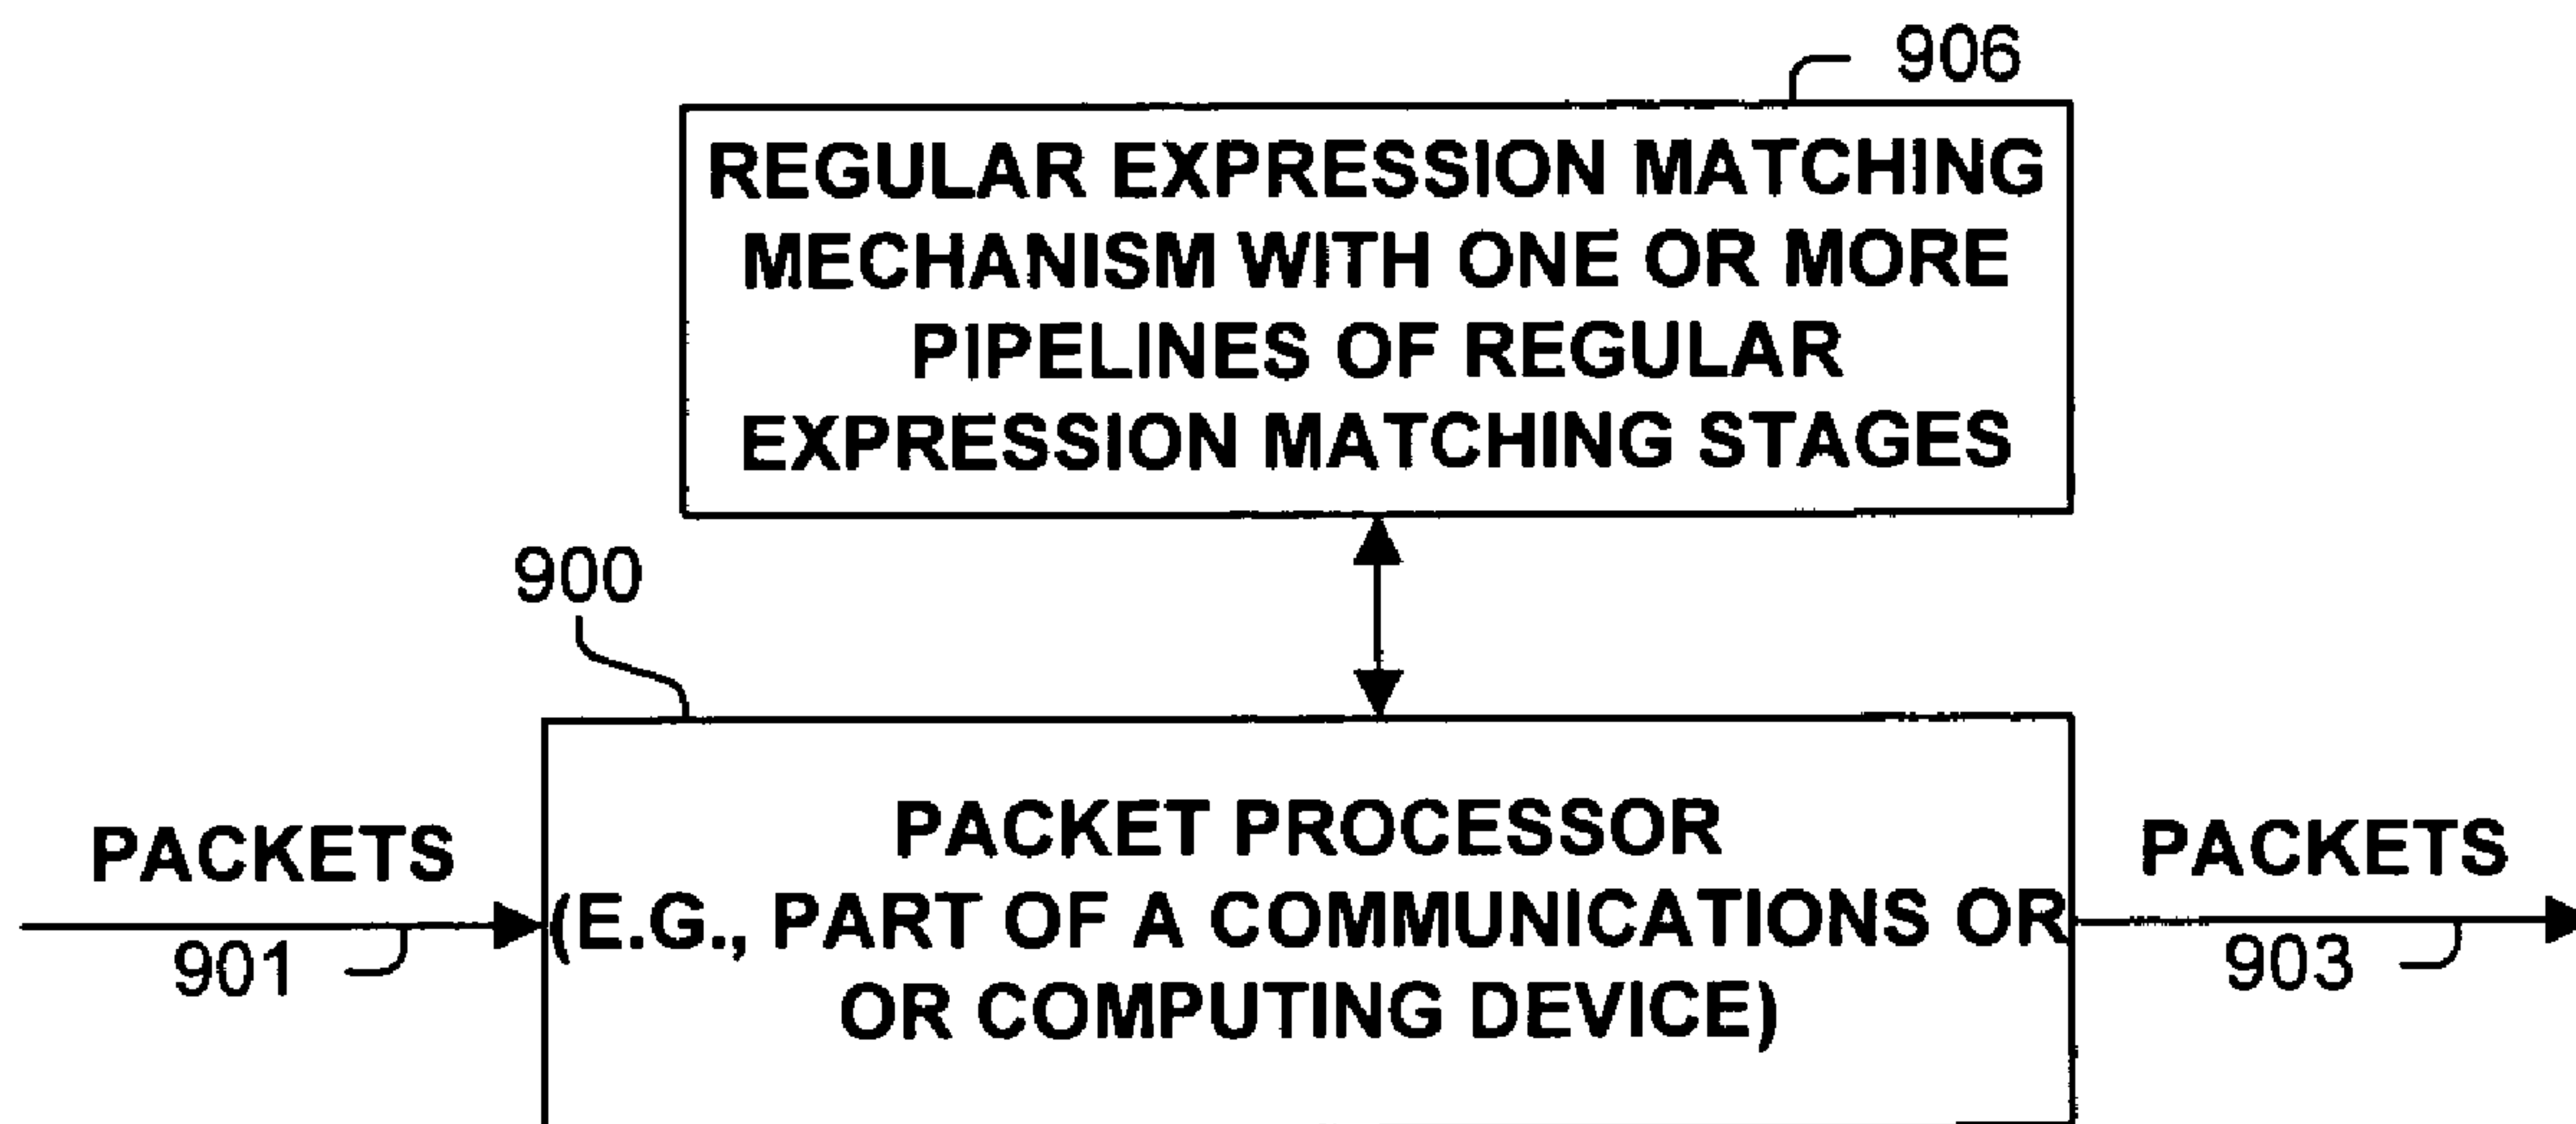 906
REGULAR EXPRESSION MATCHING
MECHANISM WITH ONE OR MORE
PIPELINES OF REGULAR
EXPRESSION MATCHING STAGES
900
PACKET PROCESSOR
(E.G., PART OF A COMMUNICATIONS OR
OR COMPUTING DEVICE)
PACKETS
901
PACKETS
903